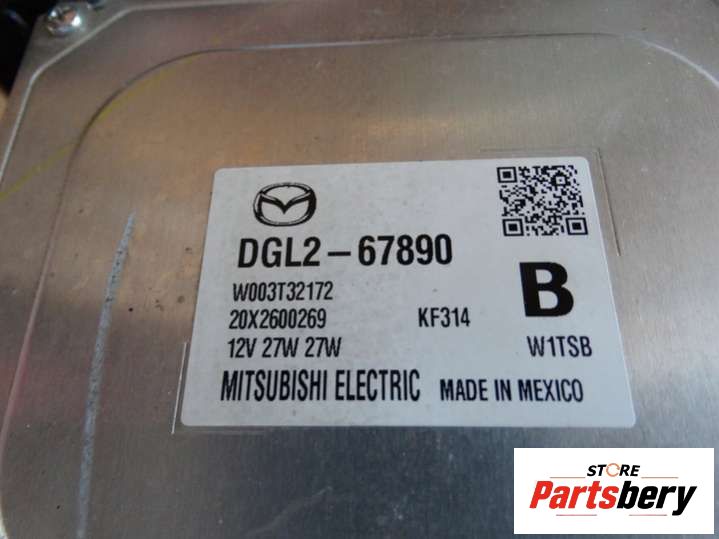 DGL2-67890
W003T32172
20X2600269 KF314
B
12V 27W 27W W1TSB
MITSUBISHI ELECTRIC MADE IN MEXICO
STORE
Partsbery